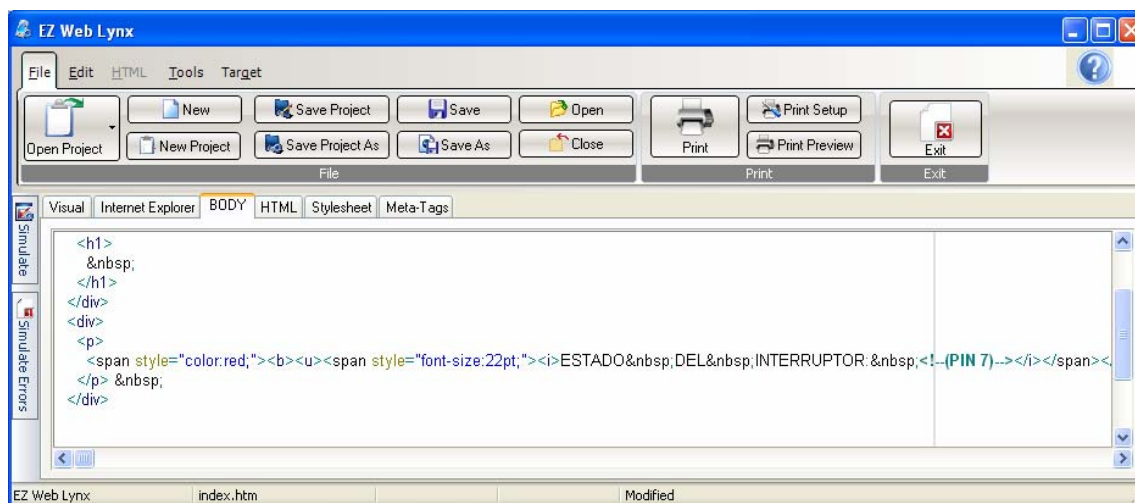 EZ Web Lynx
File Edit HTML Tools Target
Open Project New Save Project Save Open Print Print Setup Exit
New Project Save Project As Save As Close Print Preview
File Print Exit
Simulate
Simulate Errors
Visual Internet Explorer BODY HTML Stylesheet Meta-Tags
<h1>
&nbsp;
</h1>
</div>
<div>
<p>
<span style="color:red;"><b><u><span style="font-size:22pt;"><i>ESTADO&nbsp;DEL&nbsp;INTERRUPTOR:&nbsp;<!--(PIN 7)--></i></span><
</p> &nbsp;
</div>
EZ Web Lynx index.htm Modified